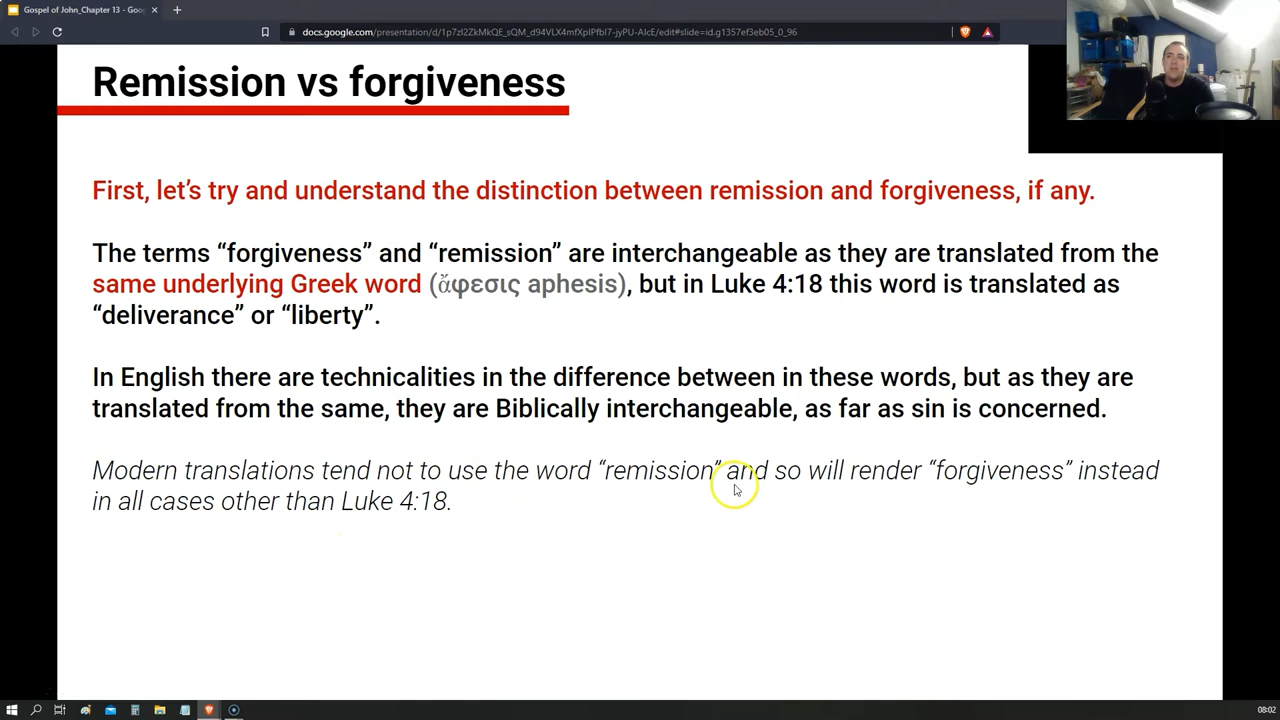 Gospel of John_Chapter 13 - Goo
docs.google.com/presentation/d/1p7zI2ZkMkQE_sQM_d94VLX4mfXpIPfbI7-jyPU-AIcE/edit#slide=id.g1357ef3eb05_0_96
Remission vs forgiveness
First, let’s try and understand the distinction between remission and forgiveness, if any.
The terms “forgiveness” and “remission” are interchangeable as they are translated from the
same underlying Greek word (ἄφεσις aphesis), but in Luke 4:18 this word is translated as
“deliverance” or “liberty”.
In English there are technicalities in the difference between in these words, but as they are
translated from the same, they are Biblically interchangeable, as far as sin is concerned.
Modern translations tend not to use the word “remission” and so will render “forgiveness” instead
in all cases other than Luke 4:18.
08:02